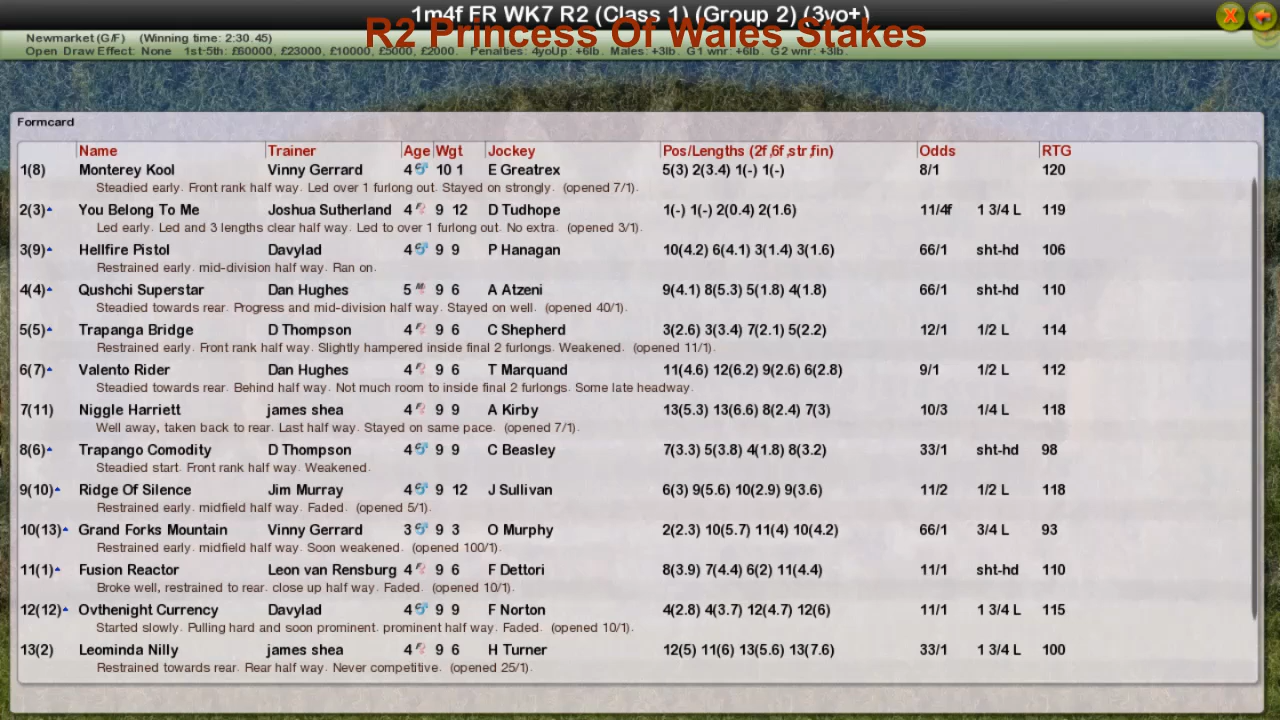 1m4f FR WK7 R2 (Class 1) (Group 2) (3yo+)
R2 Princess Of Wales Stakes
Newmarket (G/F) (Winning time: 2:30.45)
Open Draw Effect: None 1st-5th: £60000, £23000, £10000, £5000, £2000. Penalties: 4yoUp: +6lb. Males: +3lb. G1 wnr: +6lb. G2 wnr: +3lb.
Formcard
Name Trainer Age Wgt Jockey Pos/Lengths (2f,6f,str,fin) Odds RTG
1(8) Monterey Kool Vinny Gerrard 4 10 1 E Greatrex 5(3) 2(3.4) 1(-) 1(-) 8/1 120
Steadied early. Front rank half way. Led over 1 furlong out. Stayed on strongly. (opened 7/1).
2(3) You Belong To Me Joshua Sutherland 4 9 12 D Tudhope 1(-) 1(-) 2(0.4) 2(1.6) 11/4f 1 3/4 L 119
Led early. Led and 3 lengths clear half way. Led to over 1 furlong out. No extra. (opened 3/1).
3(9) Hellfire Pistol Davylad 4 9 9 P Hanagan 10(4.2) 6(4.1) 3(1.4) 3(1.6) 66/1 sht-hd 106
Restrained early. mid-division half way. Ran on.
4(4) Qushchi Superstar Dan Hughes 5 9 6 A Atzeni 9(4.1) 8(5.3) 5(1.8) 4(1.8) 66/1 sht-hd 110
Steadied towards rear. Progress and mid-division half way. Stayed on well. (opened 40/1).
5(5) Trapanga Bridge D Thompson 4 9 6 C Shepherd 3(2.6) 3(3.4) 7(2.1) 5(2.2) 12/1 1/2 L 114
Restrained early. Front rank half way. Slightly hampered inside final 2 furlongs. Weakened. (opened 11/1).
6(7) Valento Rider Dan Hughes 4 9 6 T Marquand 11(4.6) 12(6.2) 9(2.6) 6(2.8) 9/1 1/2 L 112
Steadied towards rear. Behind half way. Not much room to inside final 2 furlongs. Some late headway.
7(11) Niggle Harriett james shea 4 9 9 A Kirby 13(5.3) 13(6.6) 8(2.4) 7(3) 10/3 1/4 L 118
Well away, taken back to rear. Last half way. Stayed on same pace. (opened 7/1).
8(6) Trapango Comodity D Thompson 4 9 9 C Beasley 7(3.3) 5(3.8) 4(1.8) 8(3.2) 33/1 sht-hd 98
Steadied start. Front rank half way. Weakened.
9(10) Ridge Of Silence Jim Murray 4 9 12 J Sullivan 6(3) 9(5.6) 10(2.9) 9(3.6) 11/2 1/2 L 118
Restrained early. midfield half way. Faded. (opened 5/1).
10(13) Grand Forks Mountain Vinny Gerrard 3 9 3 O Murphy 2(2.3) 10(5.7) 11(4) 10(4.2) 66/1 3/4 L 93
Restrained early. midfield half way. Soon weakened. (opened 100/1).
11(1) Fusion Reactor Leon van Rensburg 4 9 6 F Dettori 8(3.9) 7(4.4) 6(2) 11(4.4) 11/1 sht-hd 110
Broke well, restrained to rear. close up half way. Faded. (opened 10/1).
12(12) Ovthenight Currency Davylad 4 9 9 F Norton 4(2.8) 4(3.7) 12(4.7) 12(6) 11/1 1 3/4 L 115
Started slowly. Pulling hard and soon prominent. prominent half way. Faded. (opened 10/1).
13(2) Leominda Nilly james shea 4 9 6 H Turner 12(5) 11(6) 13(5.6) 13(7.6) 33/1 1 3/4 L 100
Restrained towards rear. Rear half way. Never competitive. (opened 25/1).